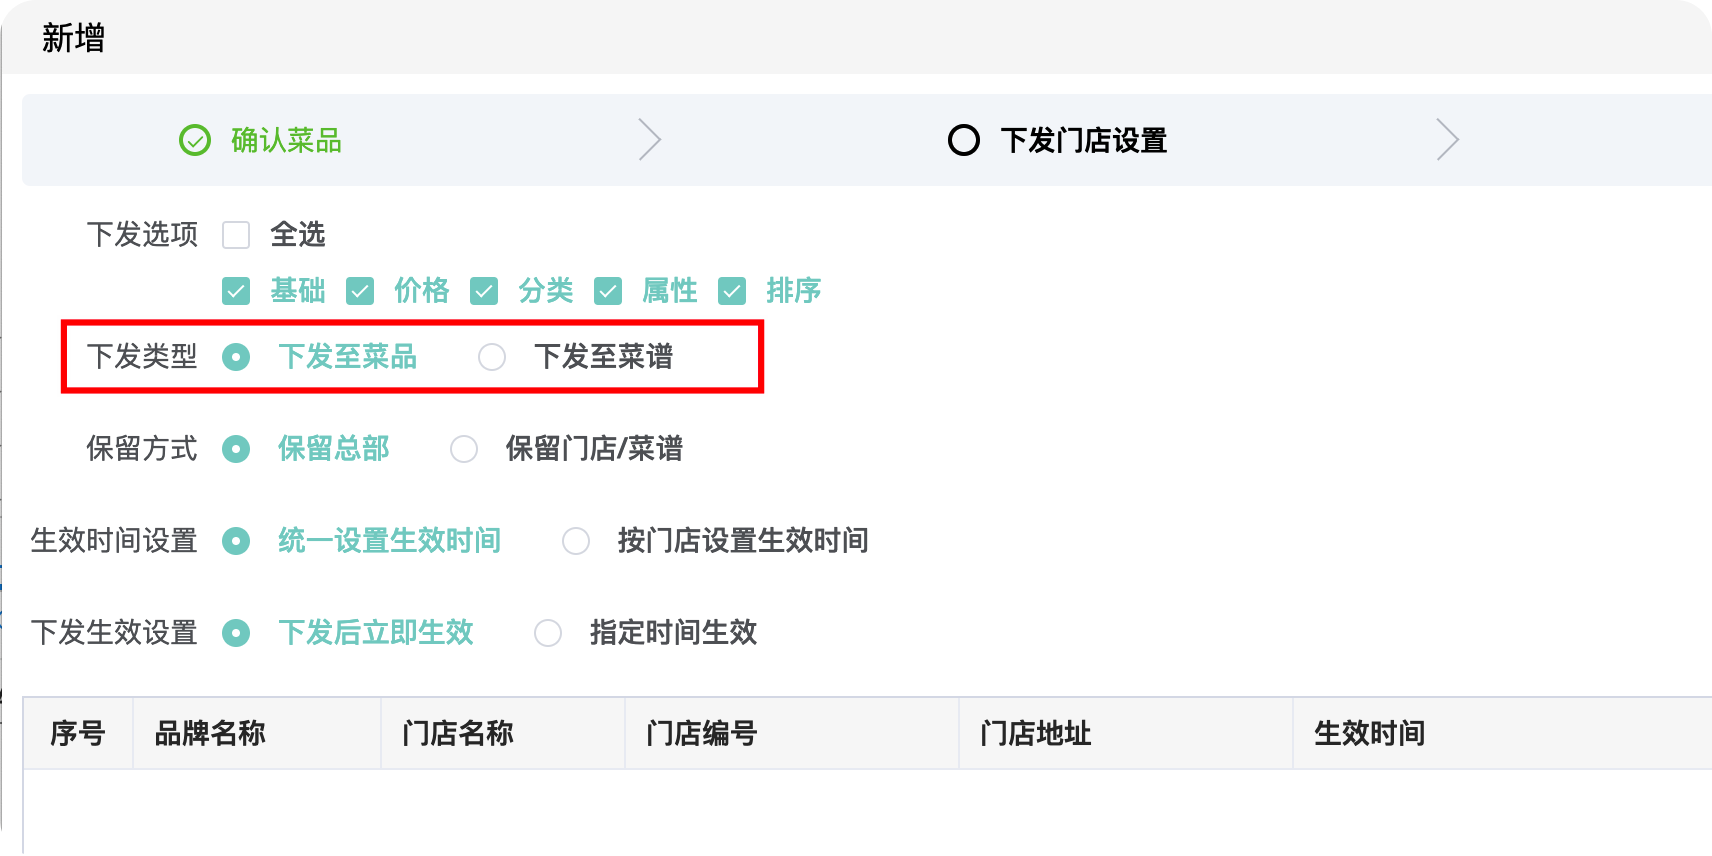 新增
确认菜品 下发门店设置
下发选项 全选
基础 价格 分类 属性 排序
下发类型 下发至菜品 下发至菜谱
保留方式 保留总部 保留门店/菜谱
生效时间设置 统一设置生效时间 按门店设置生效时间
下发生效设置 下发后立即生效 指定时间生效
序号 品牌名称 门店名称 门店编号 门店地址 生效时间